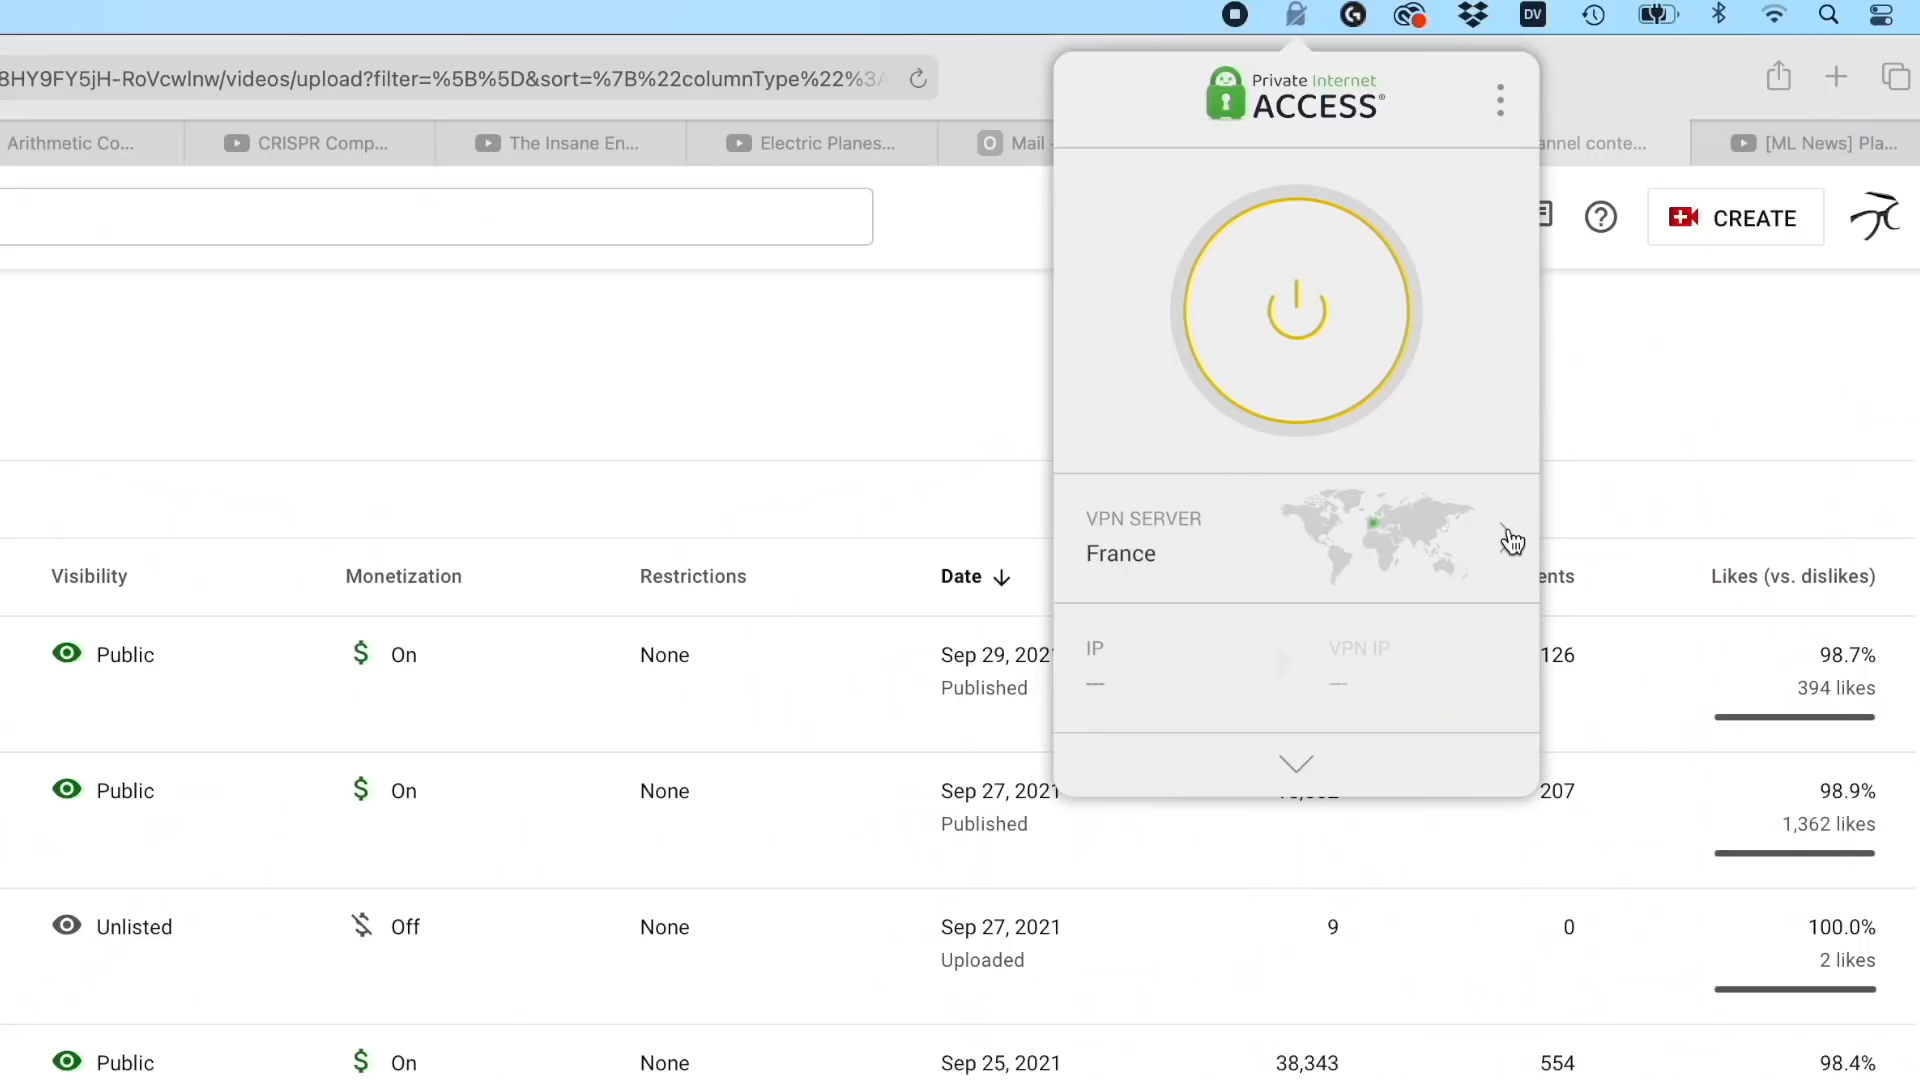 DV
8HY9FY5jH-RoVcwlnw/videos/upload?filter=%5B%5D&sort=%7B%22columnType%22%3A
Private Internet
ACCESS®
Arithmetic Co...
CRISPR Comp...
The Insane En...
Electric Planes...
Mail
annel conte...
[ML News] Pla...
CREATE
VPN SERVER
France
Visibility
Monetization
Restrictions
Date
ents
Likes (vs. dislikes)
IP
VPN IP
---
---
Public
On
None
Sep 29, 202
126
98.7%
Published
394 likes
Public
On
None
Sep 27, 2021
207
98.9%
Published
1,362 likes
Unlisted
Off
None
Sep 27, 2021
9
0
100.0%
Uploaded
2 likes
Public
On
None
Sep 25, 2021
38,343
554
98.4%